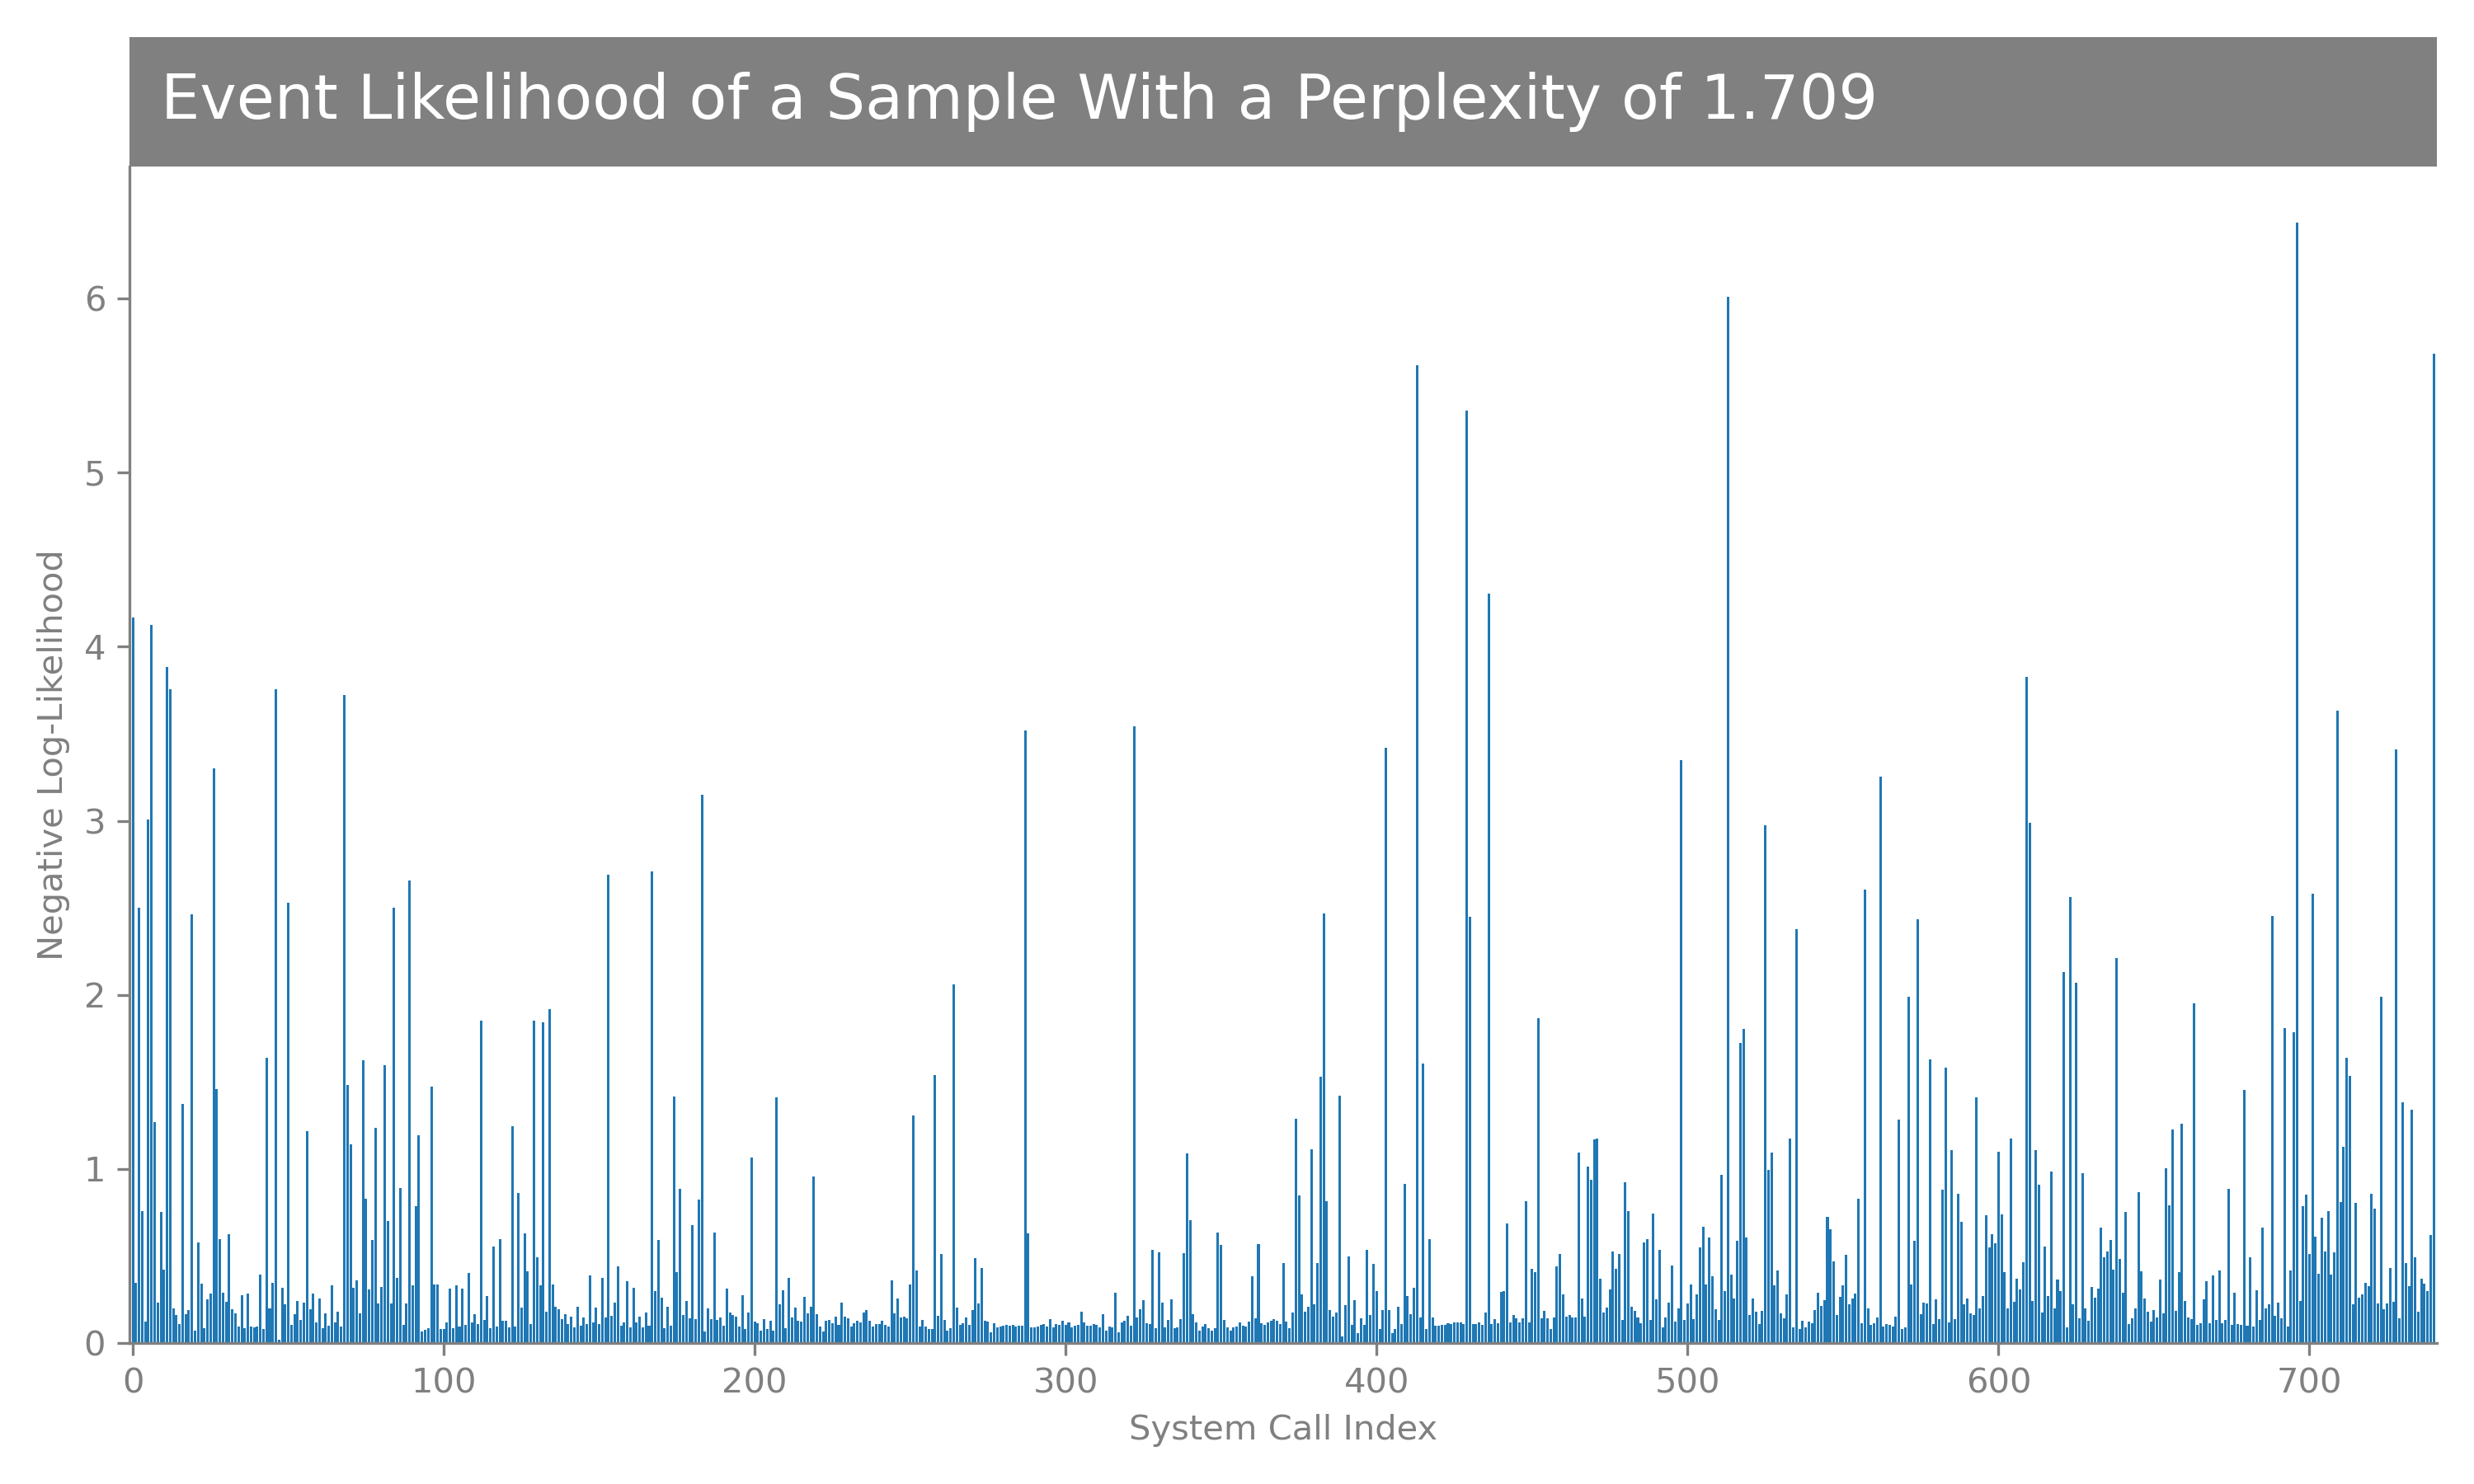 Event Likelihood of a Sample With a Perplexity of 1.709
Negative Log-Likelihood
6
5
4
3
2
1
0
0 100 200 300 400 500 600 700
System Call Index